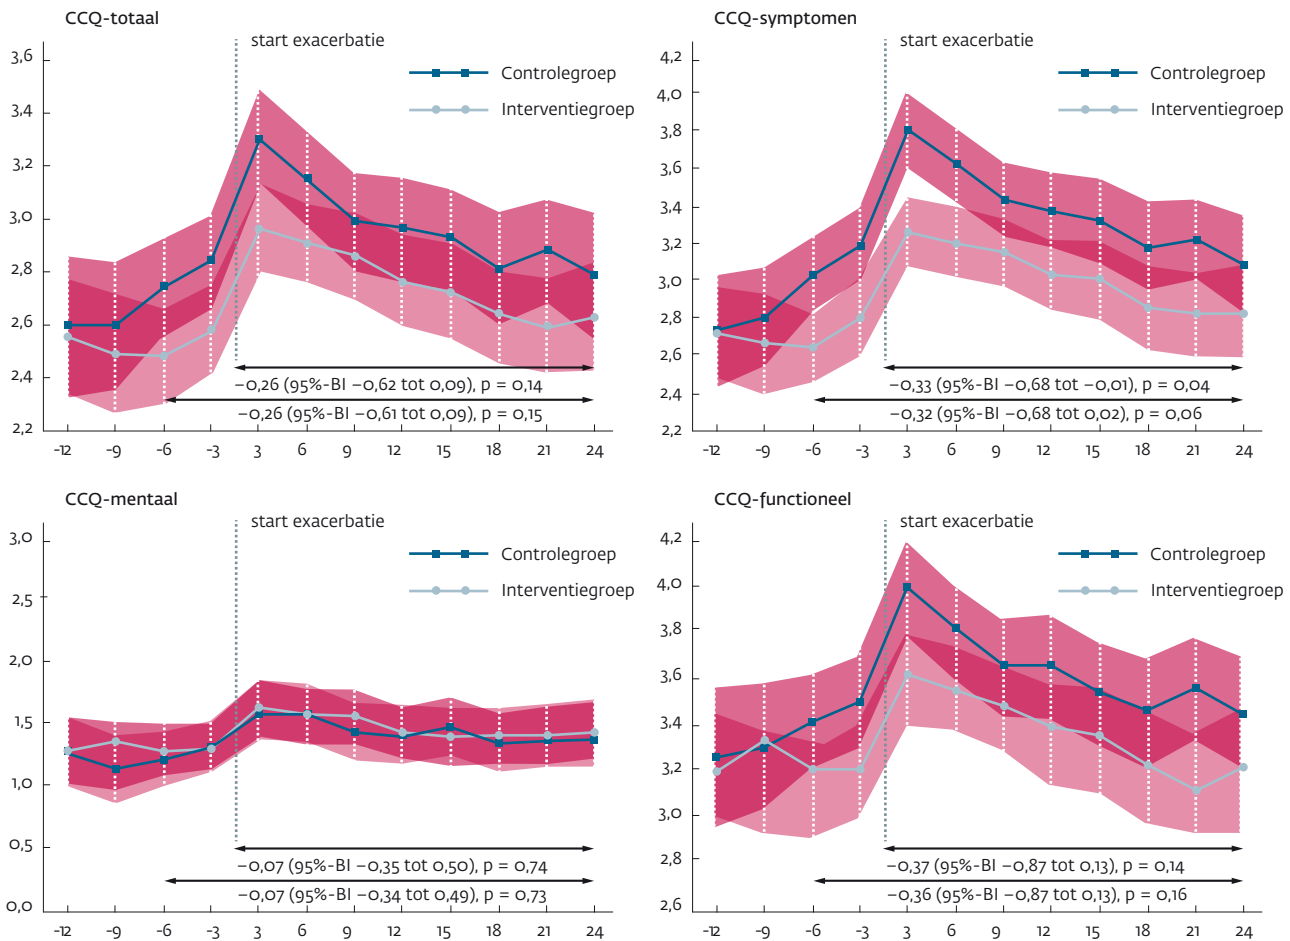 CCQ-totaal
start exacerbatie
Controlegroep
Interventiegroep
3,6
3,4
3,2
3,0
2,8
2,6
2,4
2,2
−0,26 (95%-BI −0,62 tot 0,09), p = 0,14
−0,26 (95%-BI −0,61 tot 0,09), p = 0,15
-12 -9 -6 -3 3 6 9 12 15 18 21 24
CCQ-symptomen
start exacerbatie
Controlegroep
Interventiegroep
4,2
4,0
3,8
3,6
3,4
3,2
3,0
2,8
2,6
2,4
2,2
−0,33 (95%-BI −0,68 tot −0,01), p = 0,04
−0,32 (95%-BI −0,68 tot 0,02), p = 0,06
-12 -9 -6 -3 3 6 9 12 15 18 21 24
CCQ-mentaal
start exacerbatie
Controlegroep
Interventiegroep
3,0
2,5
2,0
1,5
1,0
0,5
0,0
−0,07 (95%-BI −0,35 tot 0,50), p = 0,74
−0,07 (95%-BI −0,34 tot 0,49), p = 0,73
-12 -9 -6 -3 3 6 9 12 15 18 21 24
CCQ-functioneel
start exacerbatie
Controlegroep
Interventiegroep
4,2
4,0
3,8
3,6
3,4
3,2
3,0
2,8
2,6
−0,37 (95%-BI −0,87 tot 0,13), p = 0,14
−0,36 (95%-BI −0,87 tot 0,13), p = 0,16
-12 -9 -6 -3 3 6 9 12 15 18 21 24